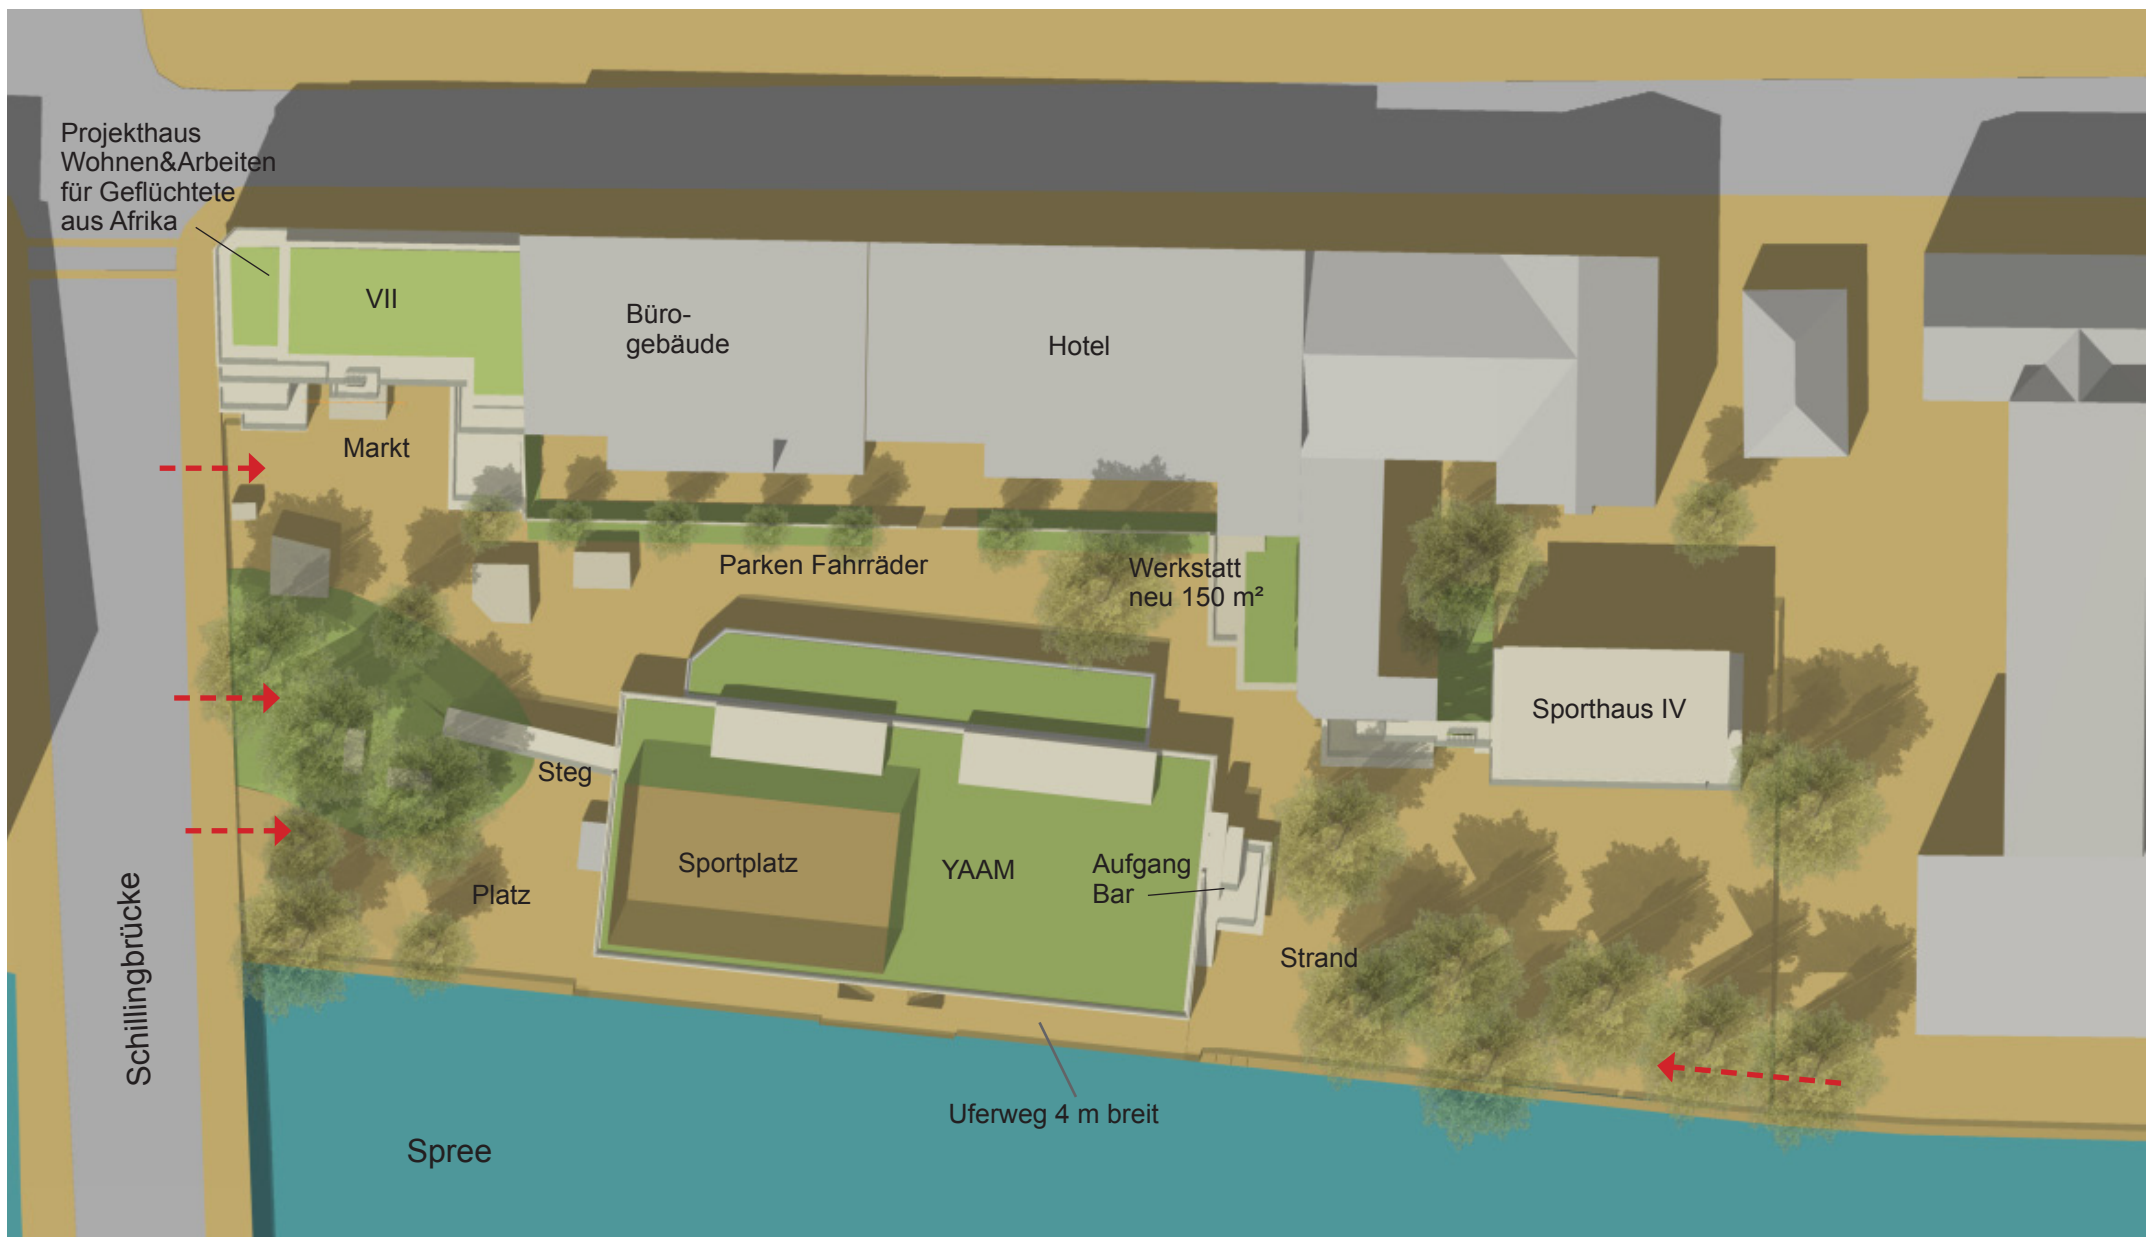 Projekthaus
Wohnen&Arbeiten
für Geflüchtete
aus Afrika
VII
Büro-
gebäude
Hotel
Markt
Parken Fahrräder
Werkstatt
neu 150 m²
Sporthaus IV
Steg
Sportplatz
YAAM
Aufgang
Bar
Platz
Strand
Schillingbrücke
Uferweg 4 m breit
Spree